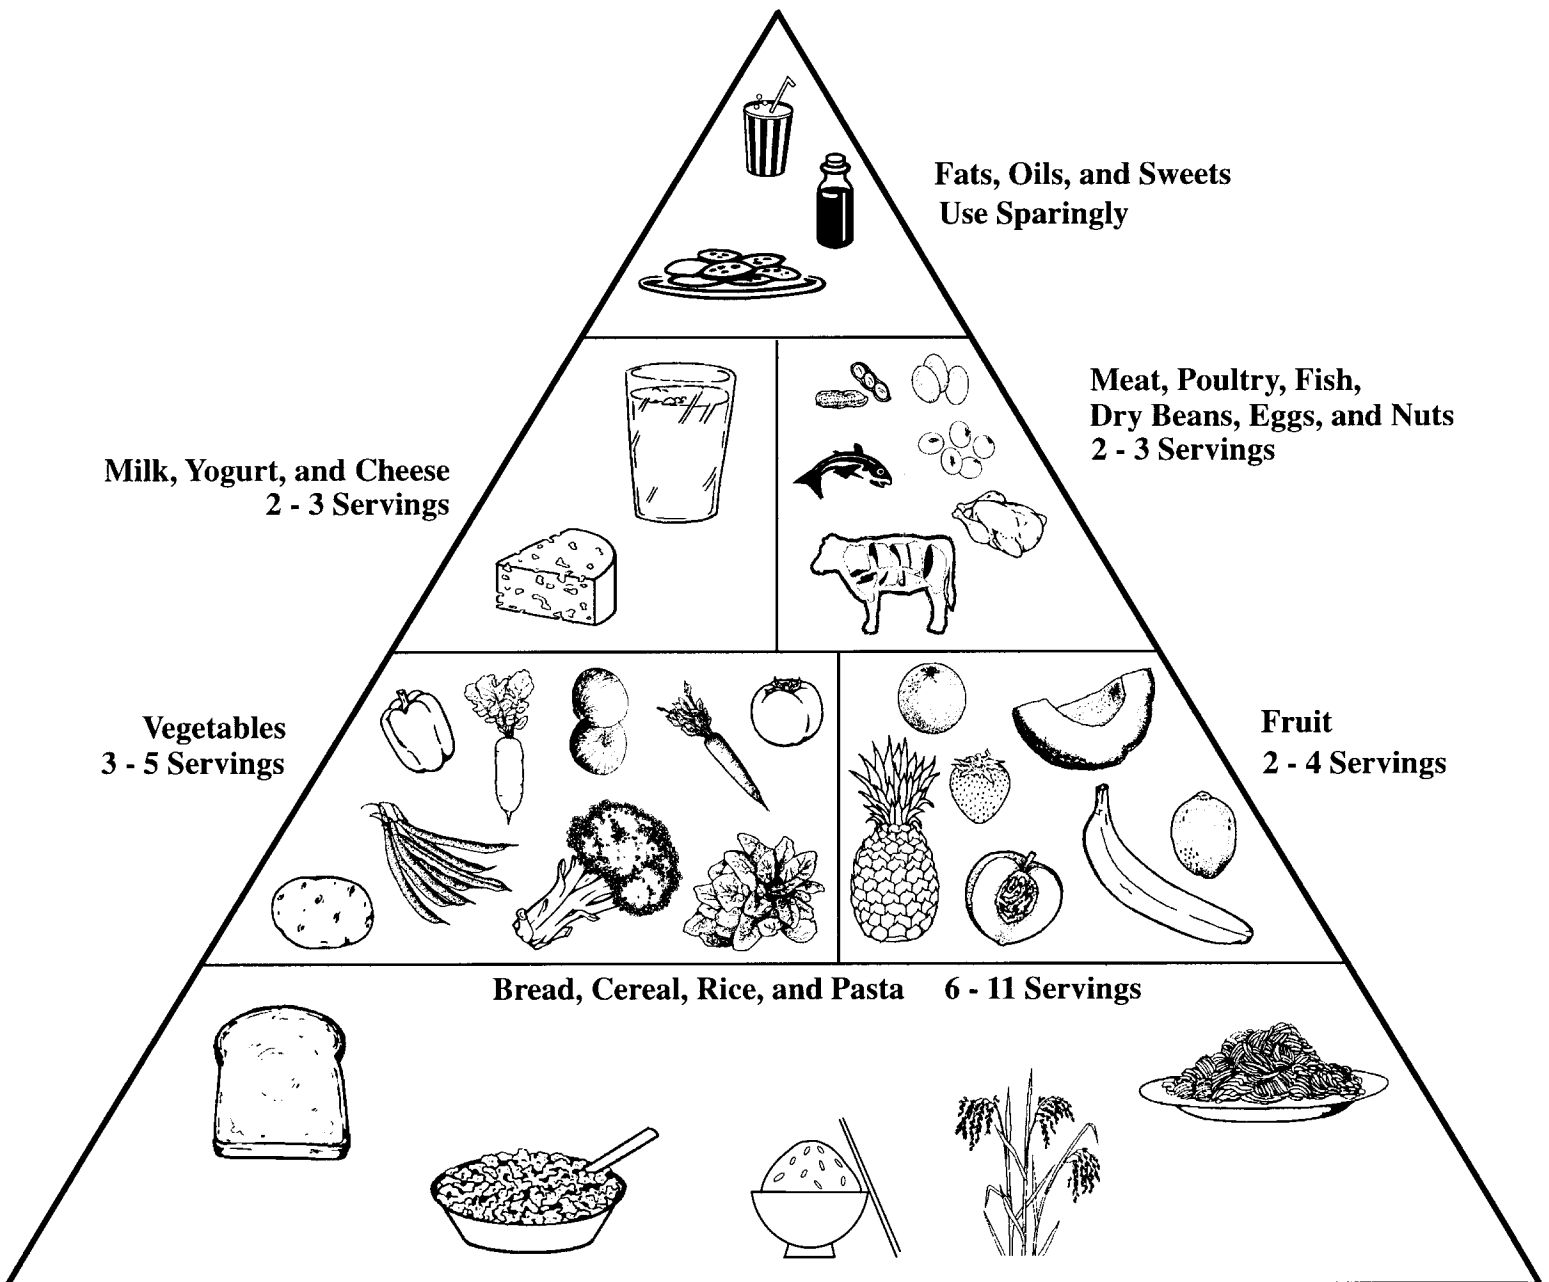 Fats, Oils, and Sweets
Use Sparingly
Meat, Poultry, Fish,
Dry Beans, Eggs, and Nuts
2 - 3 Servings
Milk, Yogurt, and Cheese
2 - 3 Servings
Vegetables
3 - 5 Servings
Fruit
2 - 4 Servings
Bread, Cereal, Rice, and Pasta 6 - 11 Servings